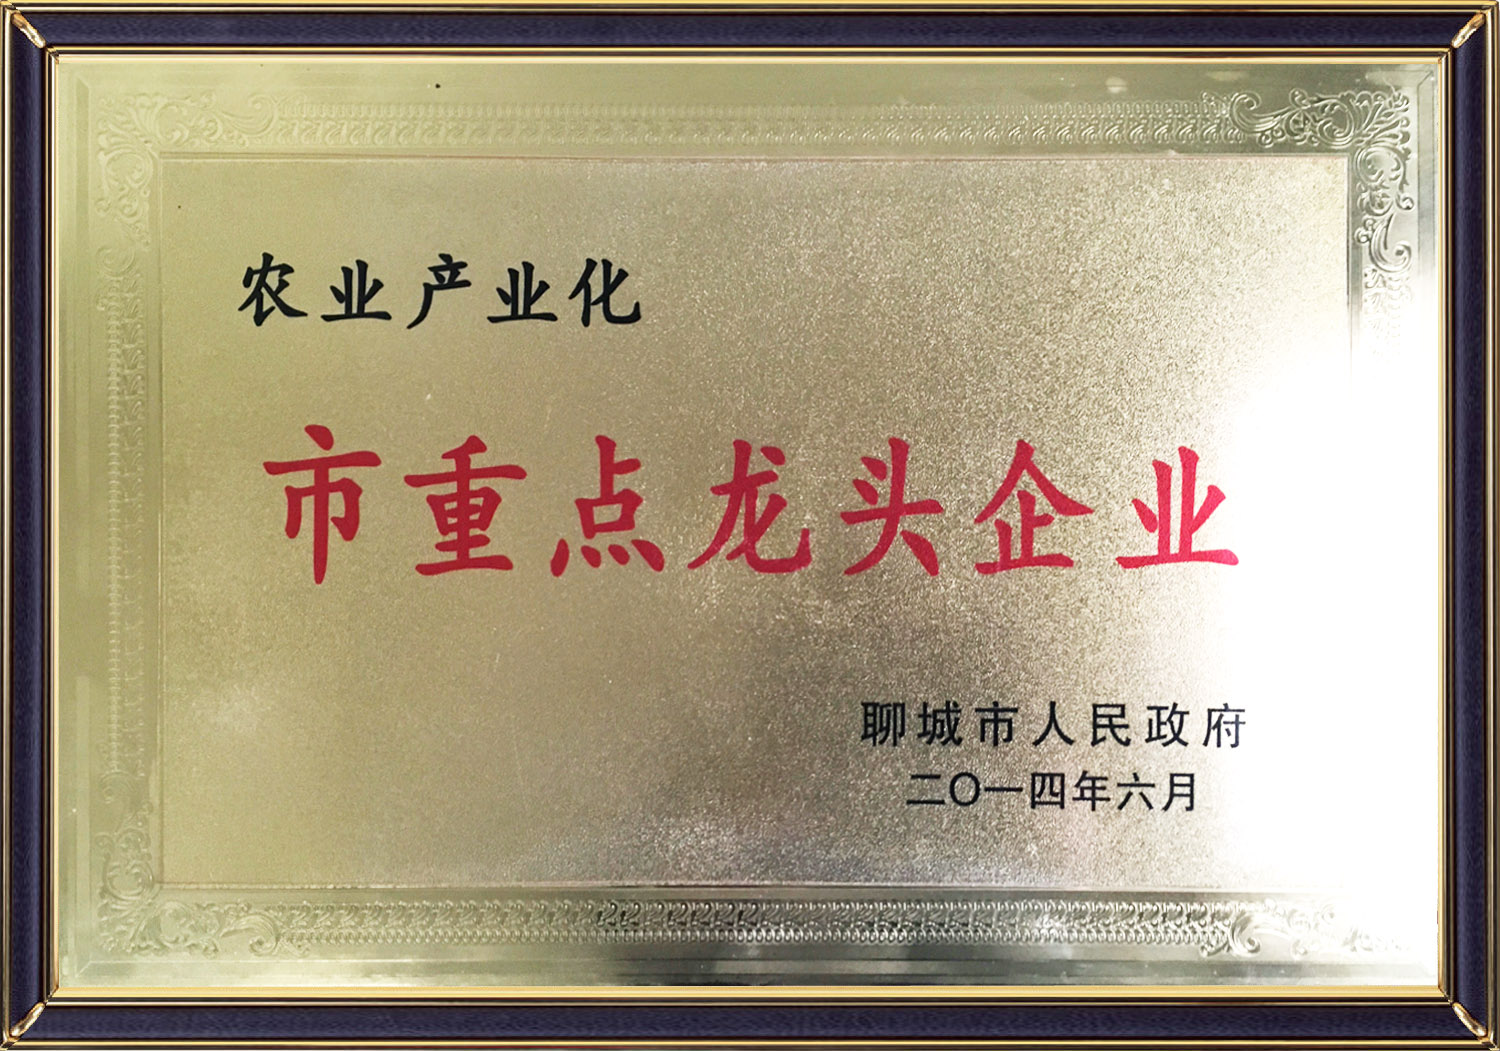 农业产业化
市重点龙头企业
聊城市人民政府
二〇一四年六月